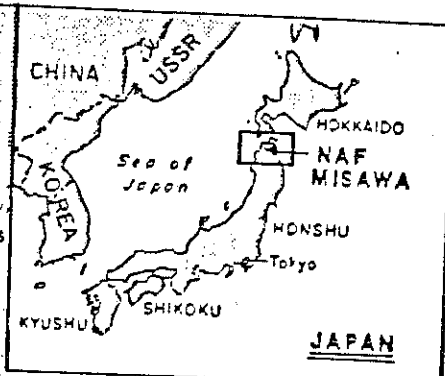 CHINA
USSR
HOKKAIDO
NAF
MISAWA
Sea of
Japan
KOREA
HONSHU
Tokyo
SHIKOKU
KYUSHU
JAPAN